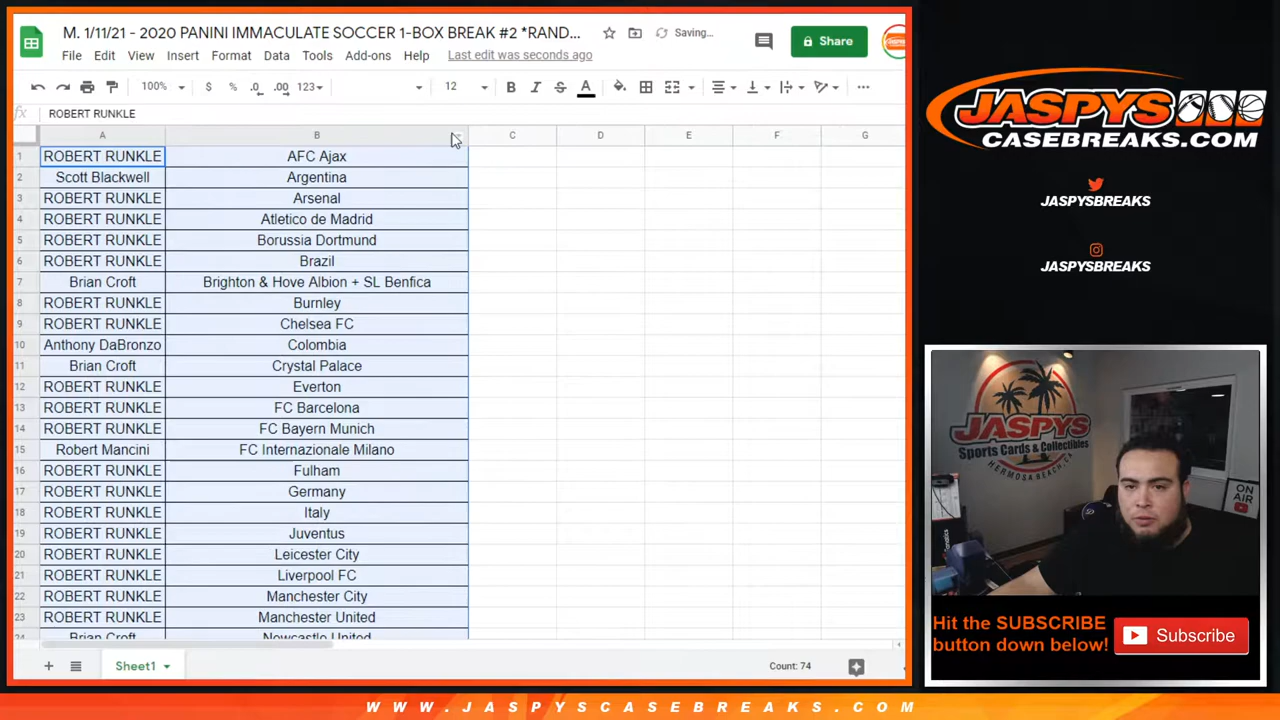 M. 1/11/21 - 2020 PANINI IMMACULATE SOCCER 1-BOX BREAK #2 *RAND...
Saving...
File Edit View Insert Format Data Tools Add-ons Help Last edit was seconds ago
Share
100% $ % .0 .00 123 12 B I S A
fx ROBERT RUNKLE
A B C D E F G
1 ROBERT RUNKLE AFC Ajax
2 Scott Blackwell Argentina
3 ROBERT RUNKLE Arsenal
4 ROBERT RUNKLE Atletico de Madrid
5 ROBERT RUNKLE Borussia Dortmund
6 ROBERT RUNKLE Brazil
7 Brian Croft Brighton & Hove Albion + SL Benfica
8 ROBERT RUNKLE Burnley
9 ROBERT RUNKLE Chelsea FC
10 Anthony DaBronzo Colombia
11 Brian Croft Crystal Palace
12 ROBERT RUNKLE Everton
13 ROBERT RUNKLE FC Barcelona
14 ROBERT RUNKLE FC Bayern Munich
15 Robert Mancini FC Internazionale Milano
16 ROBERT RUNKLE Fulham
17 ROBERT RUNKLE Germany
18 ROBERT RUNKLE Italy
19 ROBERT RUNKLE Juventus
20 ROBERT RUNKLE Leicester City
21 ROBERT RUNKLE Liverpool FC
22 ROBERT RUNKLE Manchester City
23 ROBERT RUNKLE Manchester United
24 Brian Croft Newcastle United
Sheet1
Count: 74
JASPYS
CASEBREAKS.COM
JASPYSBREAKS
JASPYSBREAKS
JASPYS
Sports Cards & Collectibles
HERMOSA BEACH, CA
ON
AIR
Hit the SUBSCRIBE
button down below!
Subscribe
WWW.JASPYSCASEBREAKS.COM